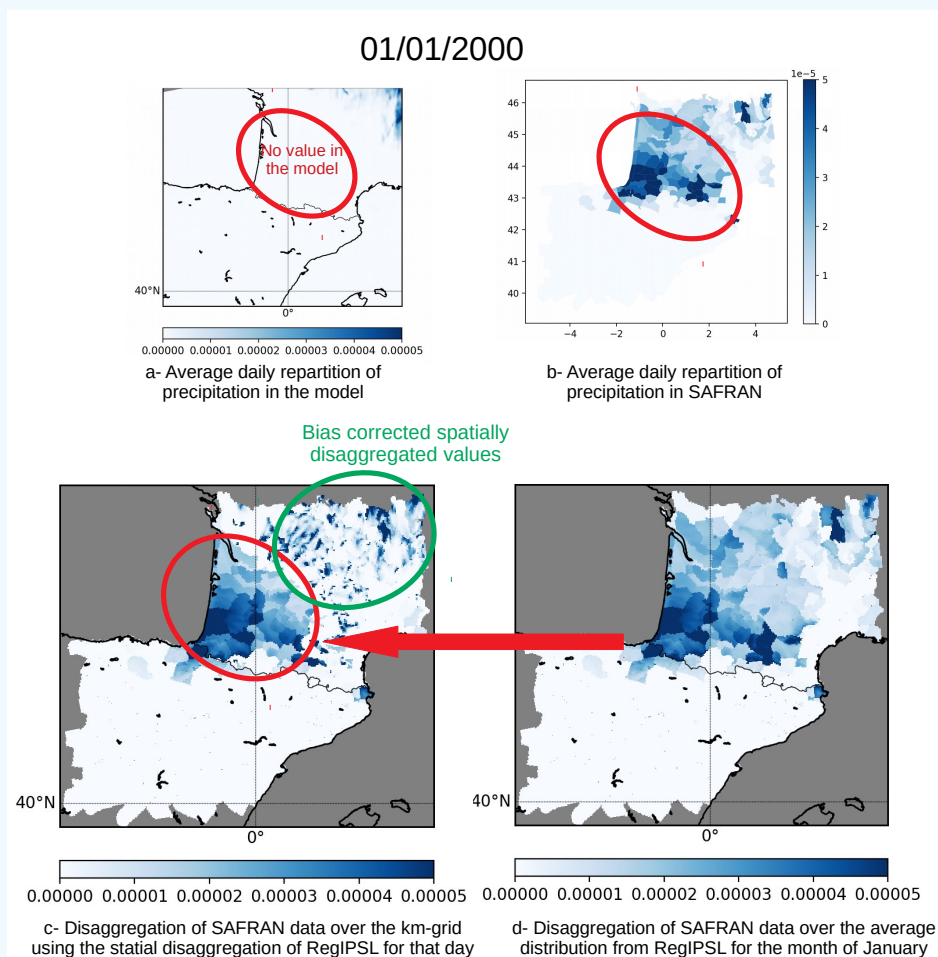 01/01/2000
No value in
the model
40°N
0°
0.00000 0.00001 0.00002 0.00003 0.00004 0.00005
a- Average daily repartition of
precipitation in the model
1e−5
46
45
44
43
42
41
40
−4 −2 0 2 4
5
4
3
2
1
0
b- Average daily repartition of
precipitation in SAFRAN
Bias corrected spatially
disaggregated values
40°N
0°
0.00000 0.00001 0.00002 0.00003 0.00004 0.00005
c- Disaggregation of SAFRAN data over the km-grid
using the statial disaggregation of RegIPSL for that day
40°N
0°
0.00000 0.00001 0.00002 0.00003 0.00004 0.00005
d- Disaggregation of SAFRAN data over the average
distribution from RegIPSL for the month of January